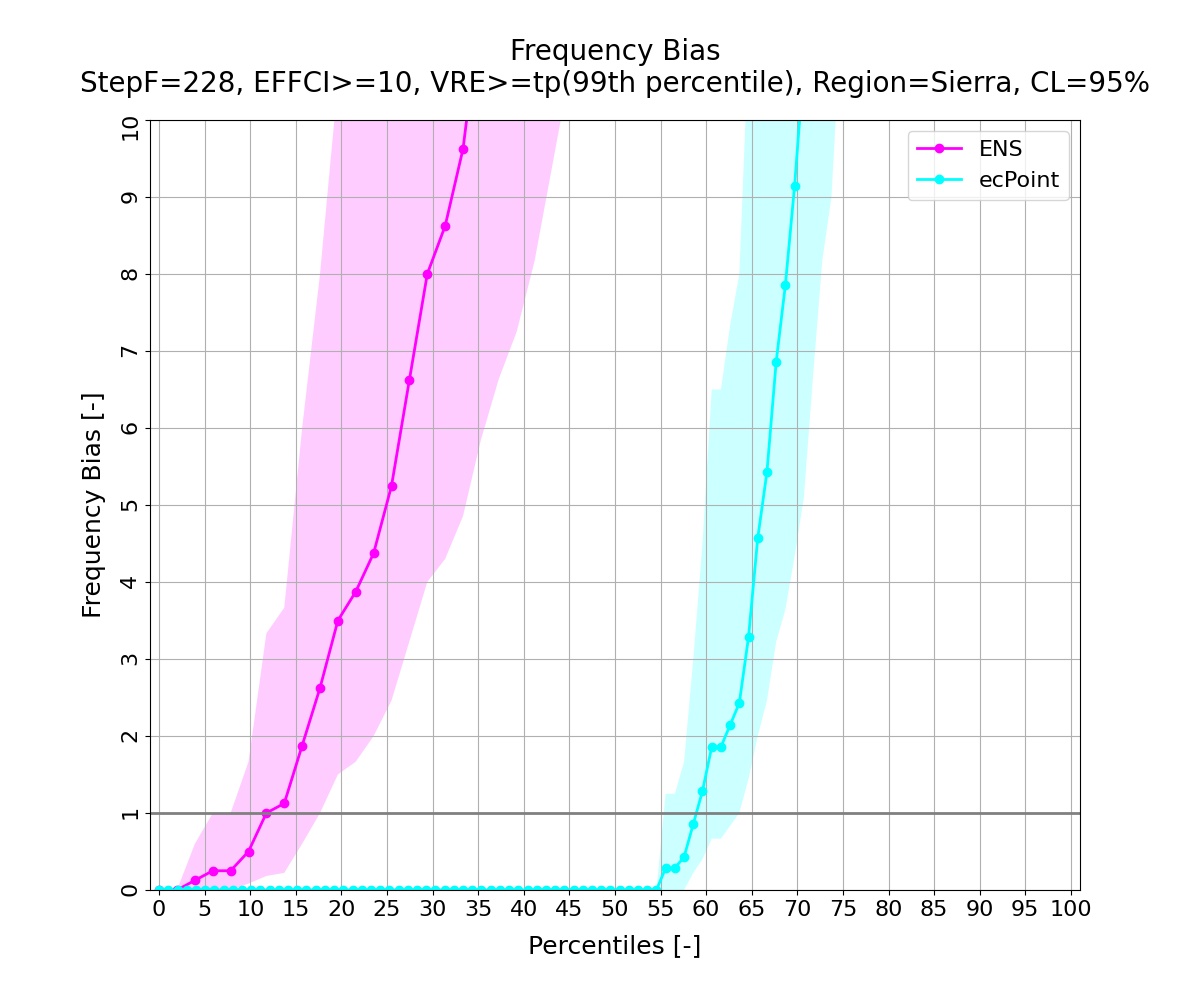 Frequency Bias
StepF=228, EFFCI>=10, VRE>=tp(99th percentile), Region=Sierra, CL=95%
ENS
ecPoint
Frequency Bias [-]
10
9
8
7
6
5
4
3
2
1
0
0 5 10 15 20 25 30 35 40 45 50 55 60 65 70 75 80 85 90 95 100
Percentiles [-]